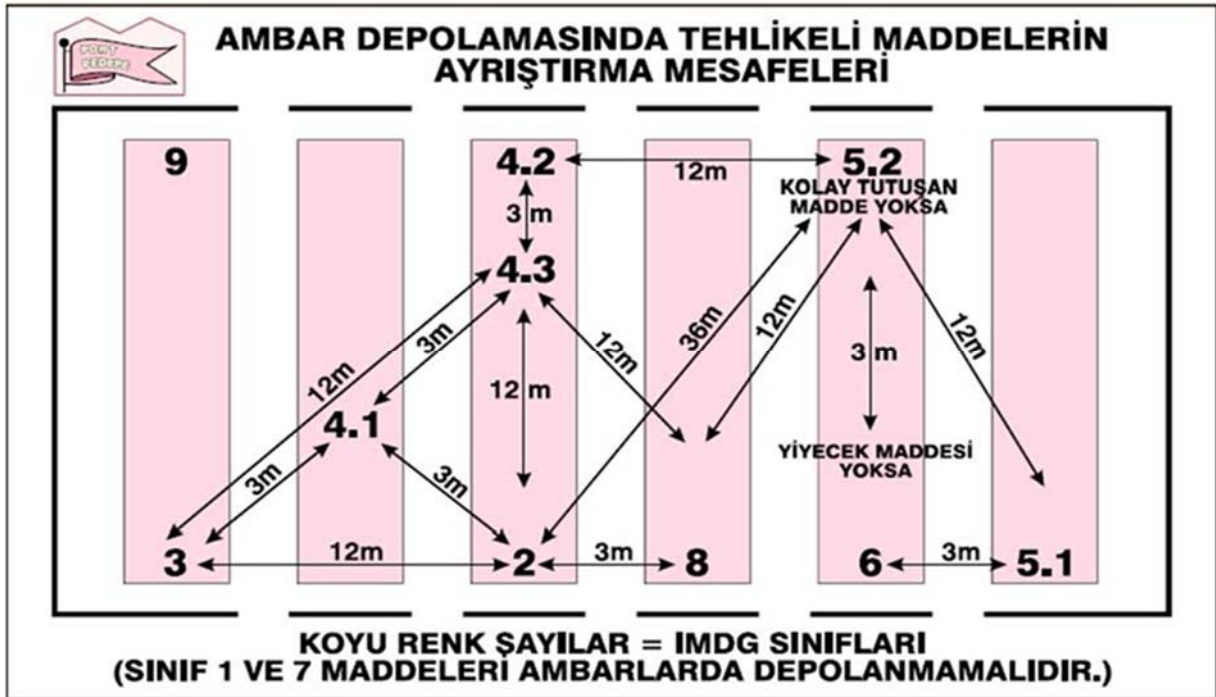 PORT
BEDEPE
AMBAR DEPOLAMASINDA TEHLİKELİ MADDELERİN
AYRIŞTIRMA MESAFELERİ
9
4.2
12m
5.2
KOLAY TUTUŞAN
MADDE YOKSA
3 m
4.3
12m
3m
12 m
12m
36m
12m
3 m
12m
4.1
YİYECEK MADDESİ
YOKSA
3m
3m
3
12m
2
3m
8
6
3m
5.1
KOYU RENK ŞAYILAR = IMDG SINIFLARI
(SINIF 1 VE 7 MADDELERİ AMBARLARDA DEPOLANMAMALIDIR.)